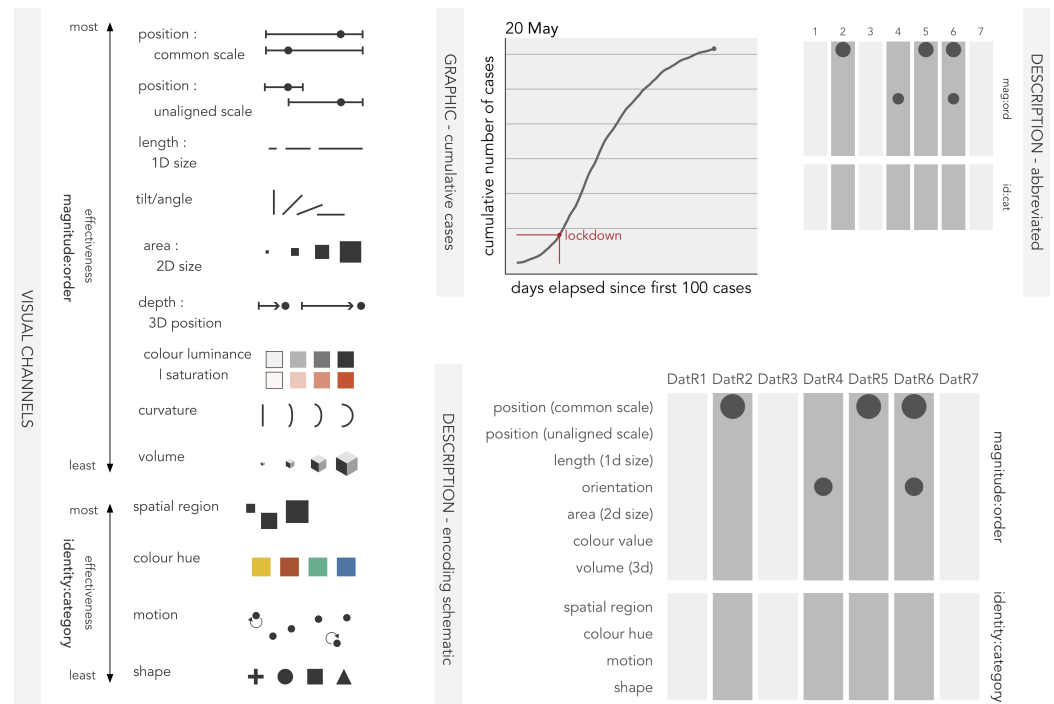 VISUAL CHANNELS
most
effectiveness
magnitude:order
least
position :
common scale
position :
unaligned scale
length :
1D size
tilt/angle
area :
2D size
depth :
3D position
colour luminance
| saturation
curvature
volume
most
effectiveness
identity:category
least
spatial region
colour hue
motion
shape
GRAPHIC - cumulative cases
20 May
cumulative number of cases
lockdown
days elapsed since first 100 cases
1 2 3 4 5 6 7
mag:ord
id:cat
DESCRIPTION - abbreviated
DESCRIPTION - encoding schematic
DatR1 DatR2 DatR3 DatR4 DatR5 DatR6 DatR7
position (common scale)
position (unaligned scale)
length (1d size)
orientation
area (2d size)
colour value
volume (3d)
magnitude:order
spatial region
colour hue
motion
shape
identity:category